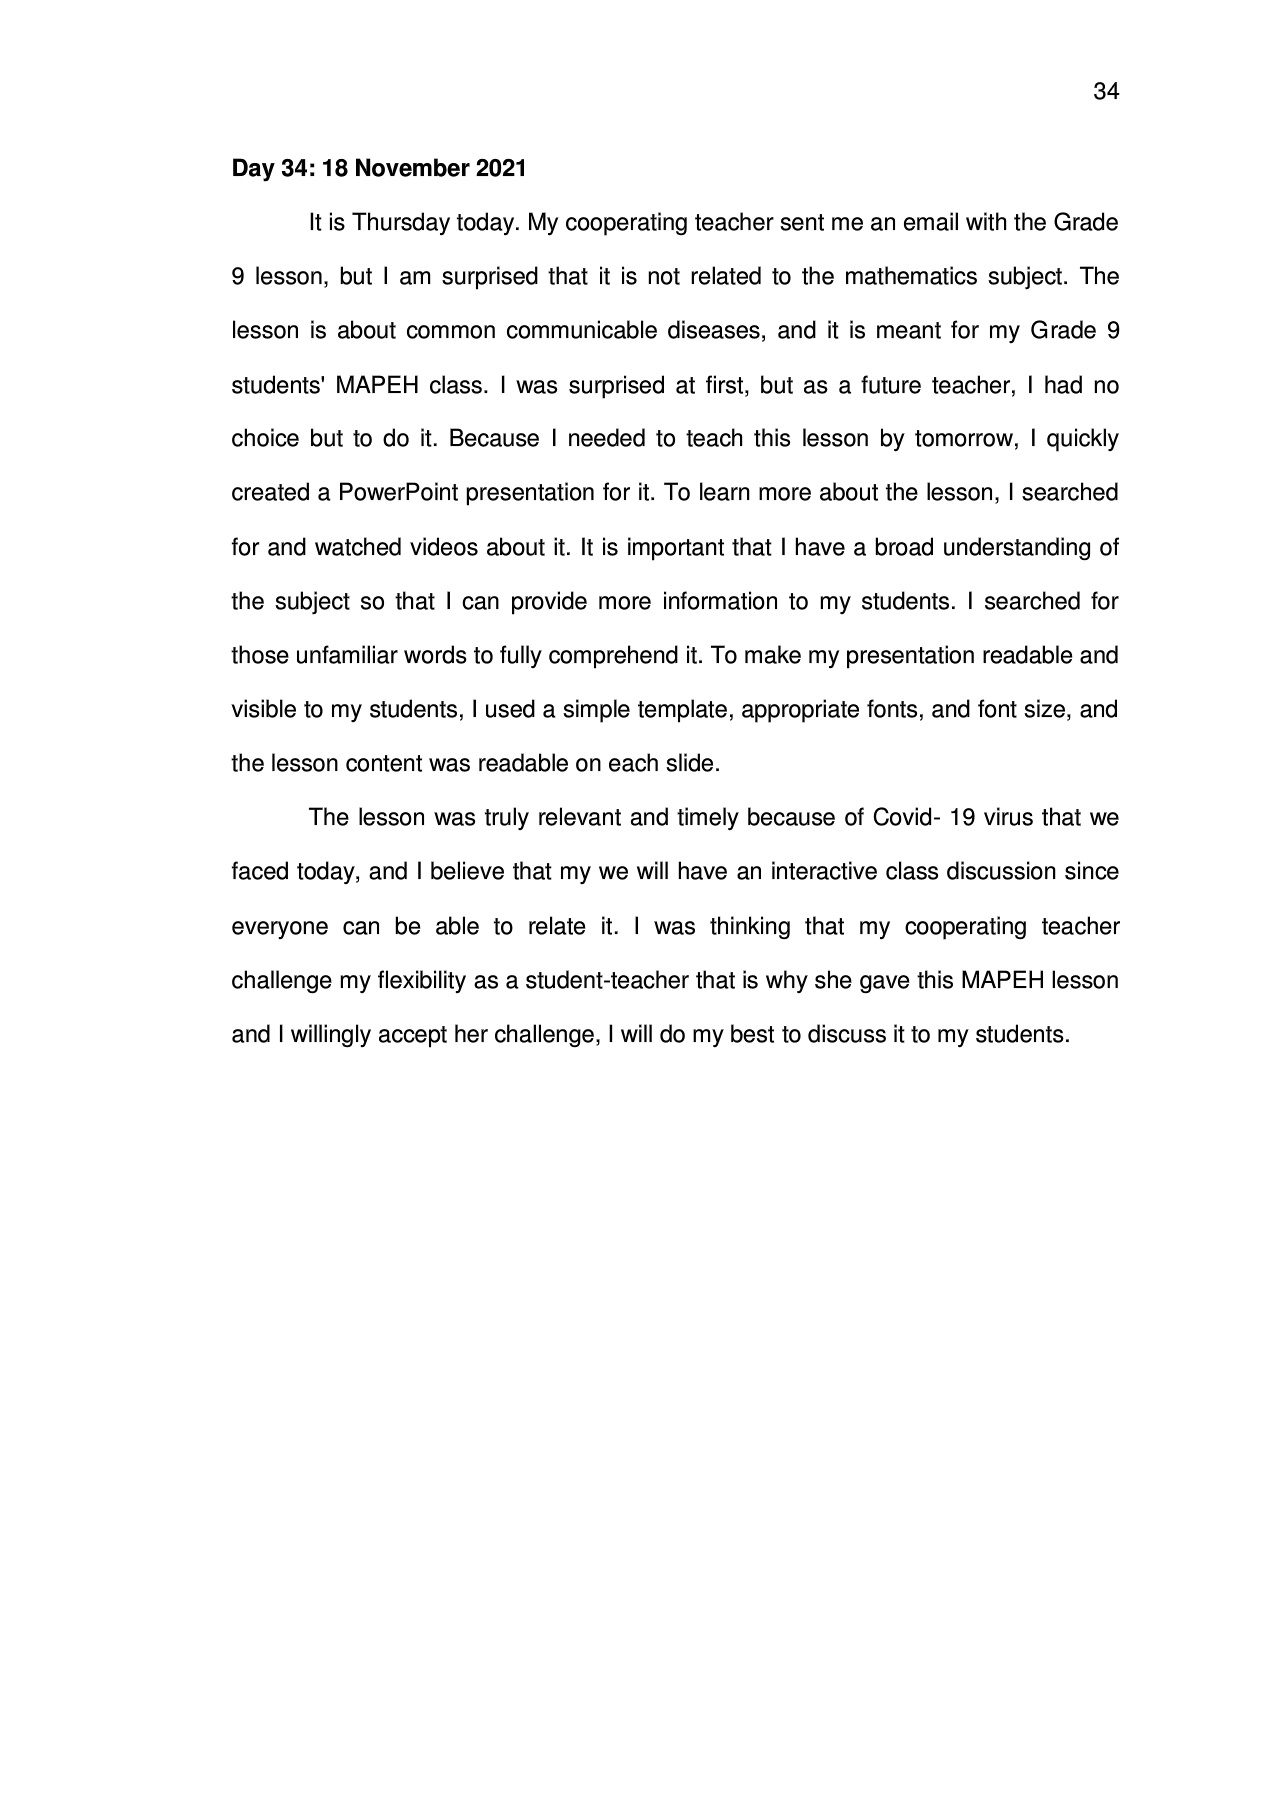 34
Day 34: 18 November 2021
It is Thursday today. My cooperating teacher sent me an email with the Grade
9 lesson, but I am surprised that it is not related to the mathematics subject. The
lesson is about common communicable diseases, and it is meant for my Grade 9
students' MAPEH class. I was surprised at first, but as a future teacher, I had no
choice but to do it. Because I needed to teach this lesson by tomorrow, I quickly
created a PowerPoint presentation for it. To learn more about the lesson, I searched
for and watched videos about it. It is important that I have a broad understanding of
the subject so that I can provide more information to my students. I searched for
those unfamiliar words to fully comprehend it. To make my presentation readable and
visible to my students, I used a simple template, appropriate fonts, and font size, and
the lesson content was readable on each slide.
The lesson was truly relevant and timely because of Covid- 19 virus that we
faced today, and I believe that my we will have an interactive class discussion since
everyone can be able to relate it. I was thinking that my cooperating teacher
challenge my flexibility as a student-teacher that is why she gave this MAPEH lesson
and I willingly accept her challenge, I will do my best to discuss it to my students.